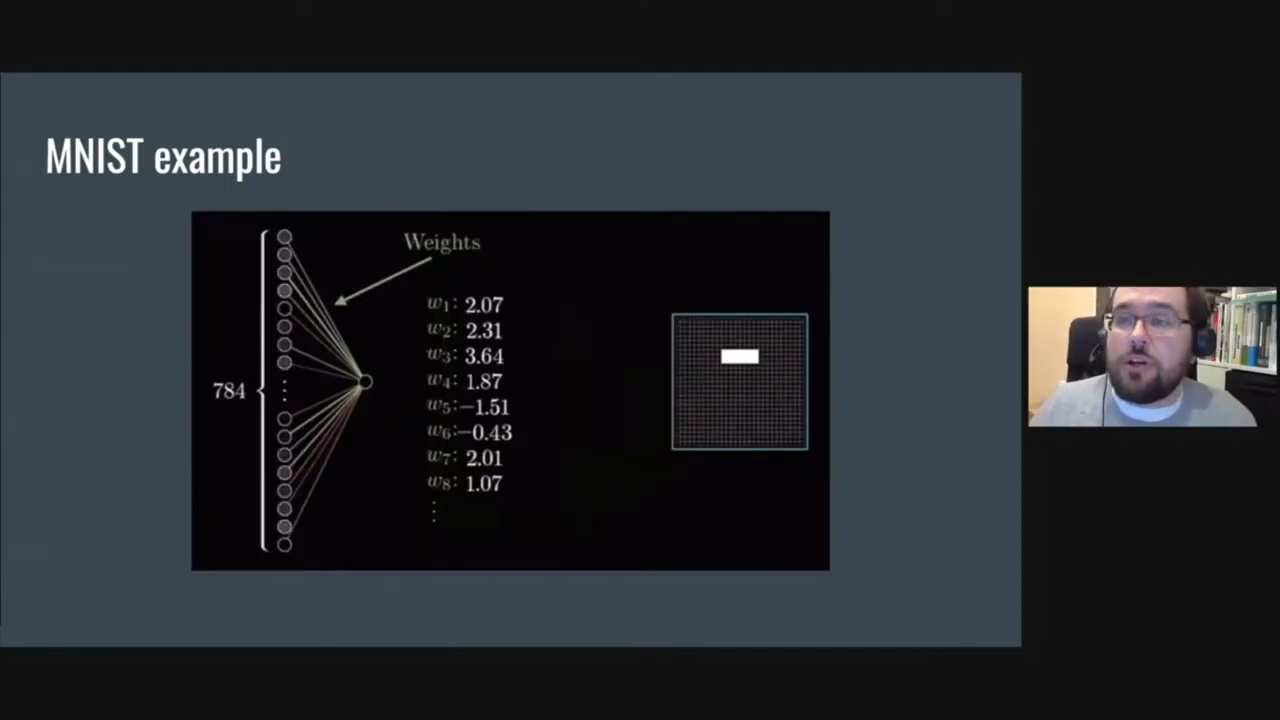 MNIST example
Weights
w₁: 2.07
w₂: 2.31
w₃: 3.64
w₄: 1.87
w₅: −1.51
w₆: −0.43
w₇: 2.01
w₈: 1.07
⋮
784